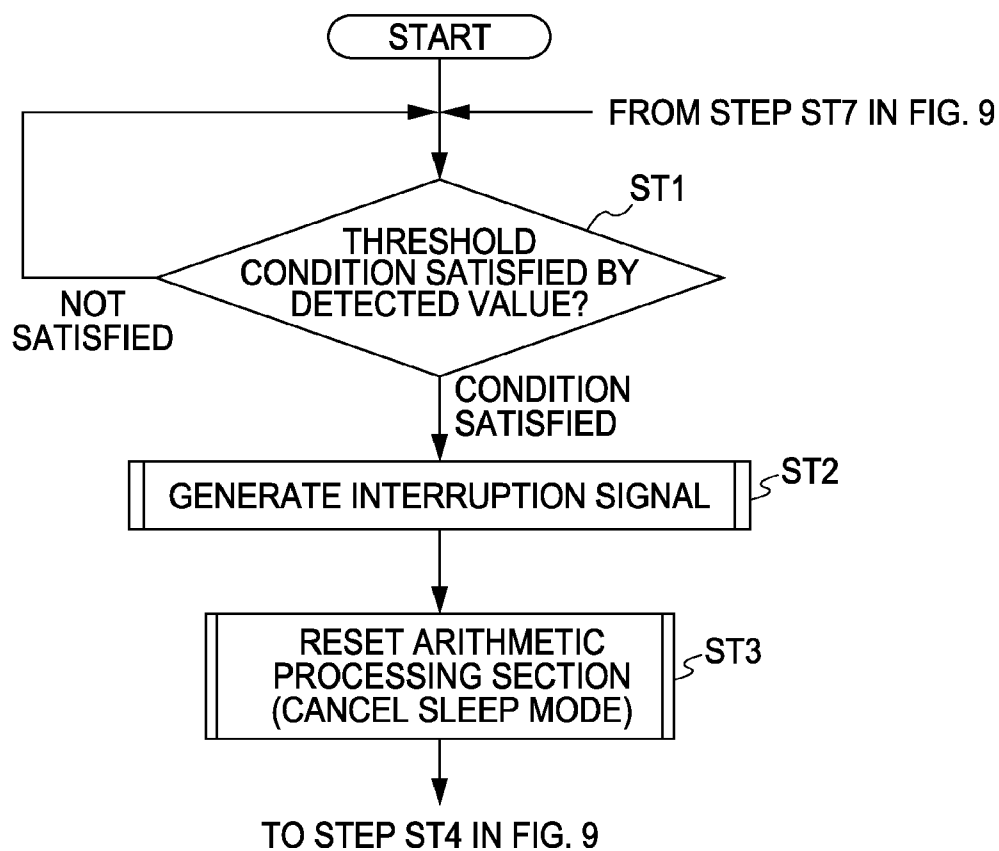 START
FROM STEP ST7 IN FIG. 9
ST1
THRESHOLD
CONDITION SATISFIED BY
DETECTED VALUE?
NOT
SATISFIED
CONDITION
SATISFIED
GENERATE INTERRUPTION SIGNAL
ST2
RESET ARITHMETIC
PROCESSING SECTION
(CANCEL SLEEP MODE)
ST3
TO STEP ST4 IN FIG. 9